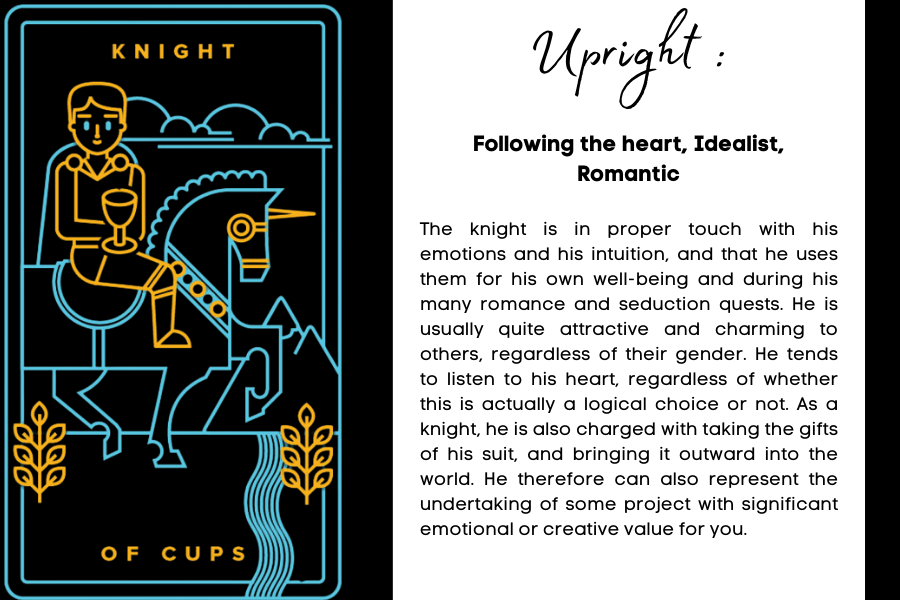 KNIGHT
OF CUPS
Upright :
Following the heart, Idealist,
Romantic
The knight is in proper touch with his
emotions and his intuition, and that he uses
them for his own well-being and during his
many romance and seduction quests. He is
usually quite attractive and charming to
others, regardless of their gender. He tends
to listen to his heart, regardless of whether
this is actually a logical choice or not. As a
knight, he is also charged with taking the gifts
of his suit, and bringing it outward into the
world. He therefore can also represent the
undertaking of some project with significant
emotional or creative value for you.